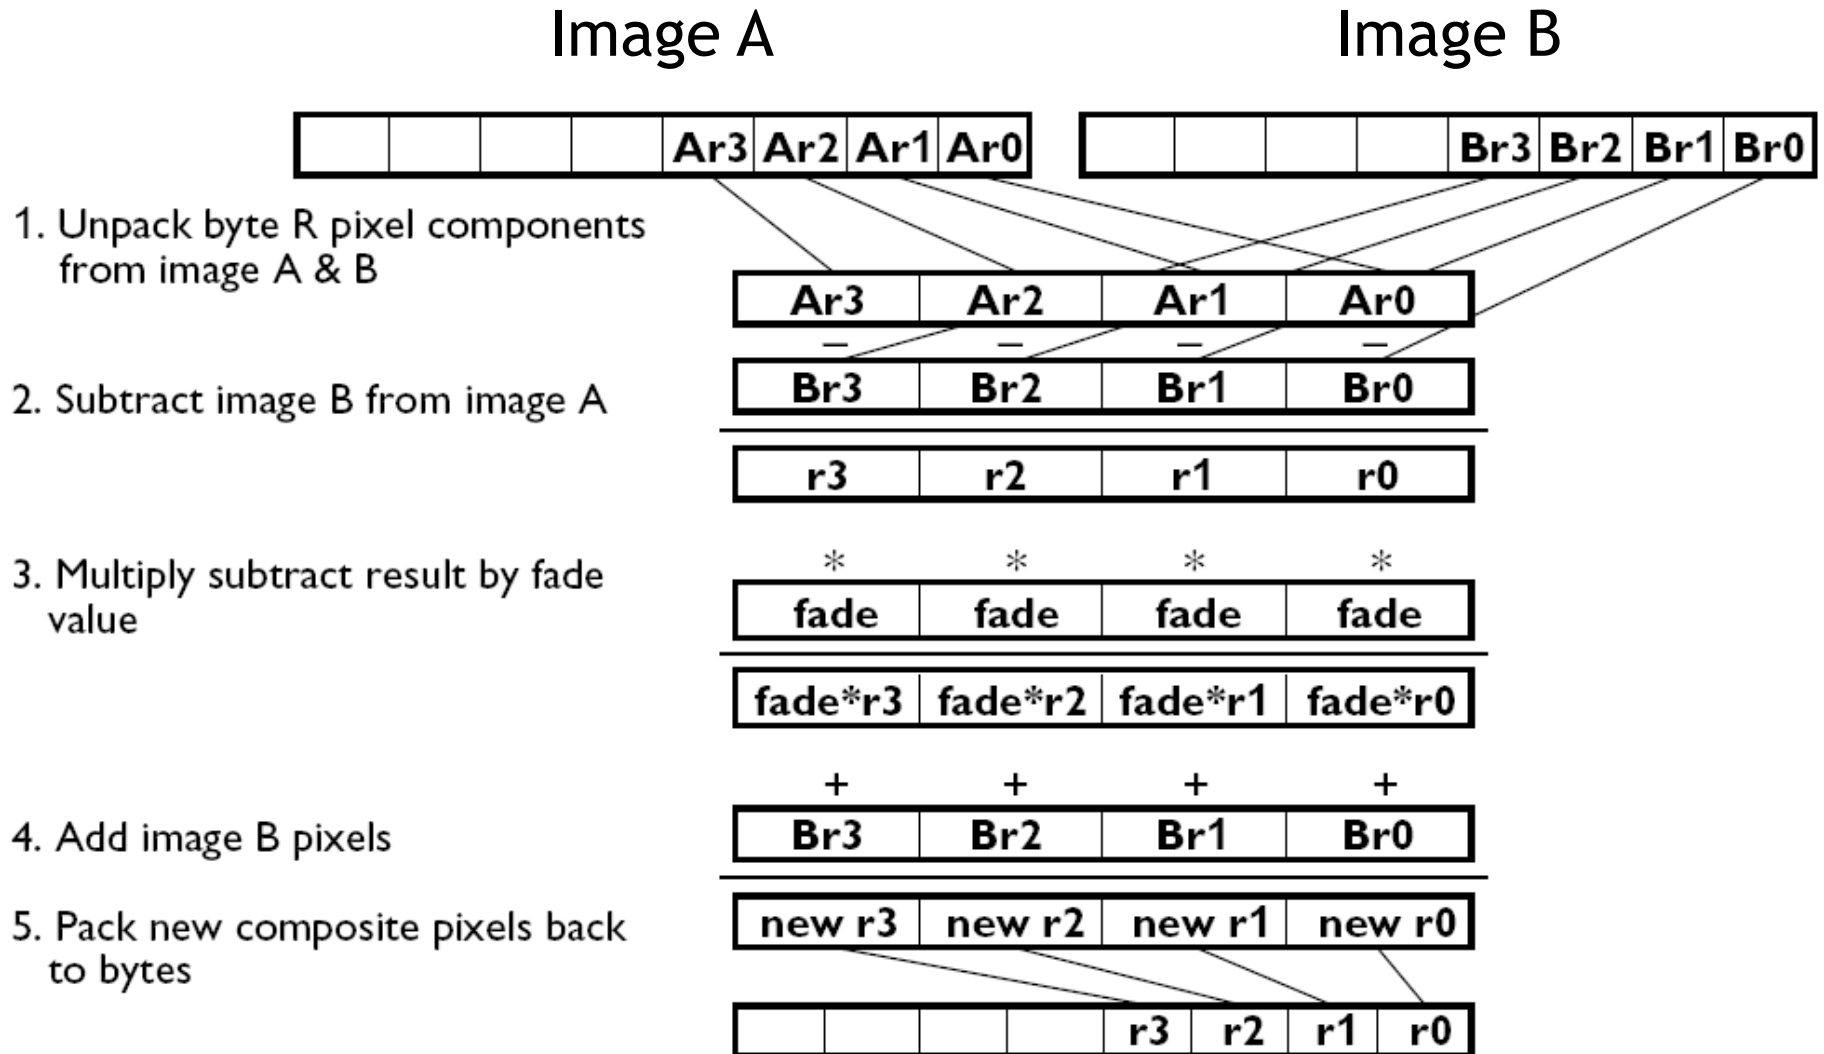 Image A Image B
Ar3 Ar2 Ar1 Ar0 Br3 Br2 Br1 Br0
1. Unpack byte R pixel components
from image A & B
Ar3 Ar2 Ar1 Ar0
– – – –
2. Subtract image B from image A
Br3 Br2 Br1 Br0
r3 r2 r1 r0
3. Multiply subtract result by fade
value
* * * *
fade fade fade fade
fade*r3 fade*r2 fade*r1 fade*r0
+ + + +
4. Add image B pixels
Br3 Br2 Br1 Br0
5. Pack new composite pixels back
to bytes
new r3 new r2 new r1 new r0
r3 r2 r1 r0